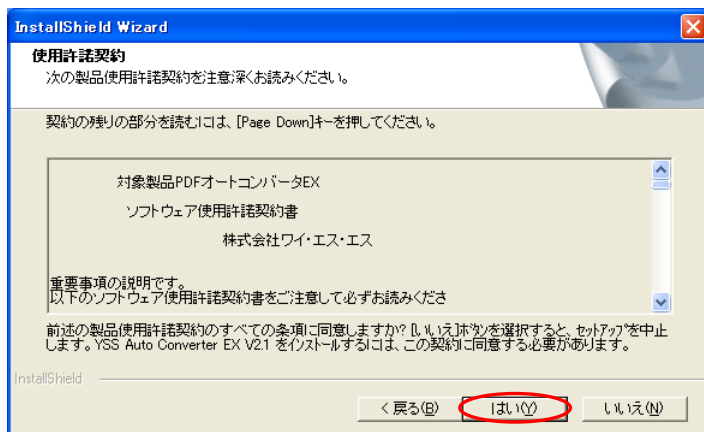 InstallShield Wizard
使用許諾契約
次の製品使用許諾契約を注意深くお読みください。
契約の残りの部分を読むには、[Page Down]キーを押してください。
対象製品PDFオートコンバータEX
ソフトウェア使用許諾契約書
株式会社ワイ・エス・エス
重要事項の説明です。
以下のソフトウェア使用許諾契約書をご注意して必ずお読みくださ
前述の製品使用許諾契約のすべての条項に同意しますか? [いいえ]ボタンを選択すると、セットアップを中止
します。YSS Auto Converter EX V2.1 をインストールするには、この契約に同意する必要があります。
InstallShield
< 戻る(B) はい(Y) いいえ(N)